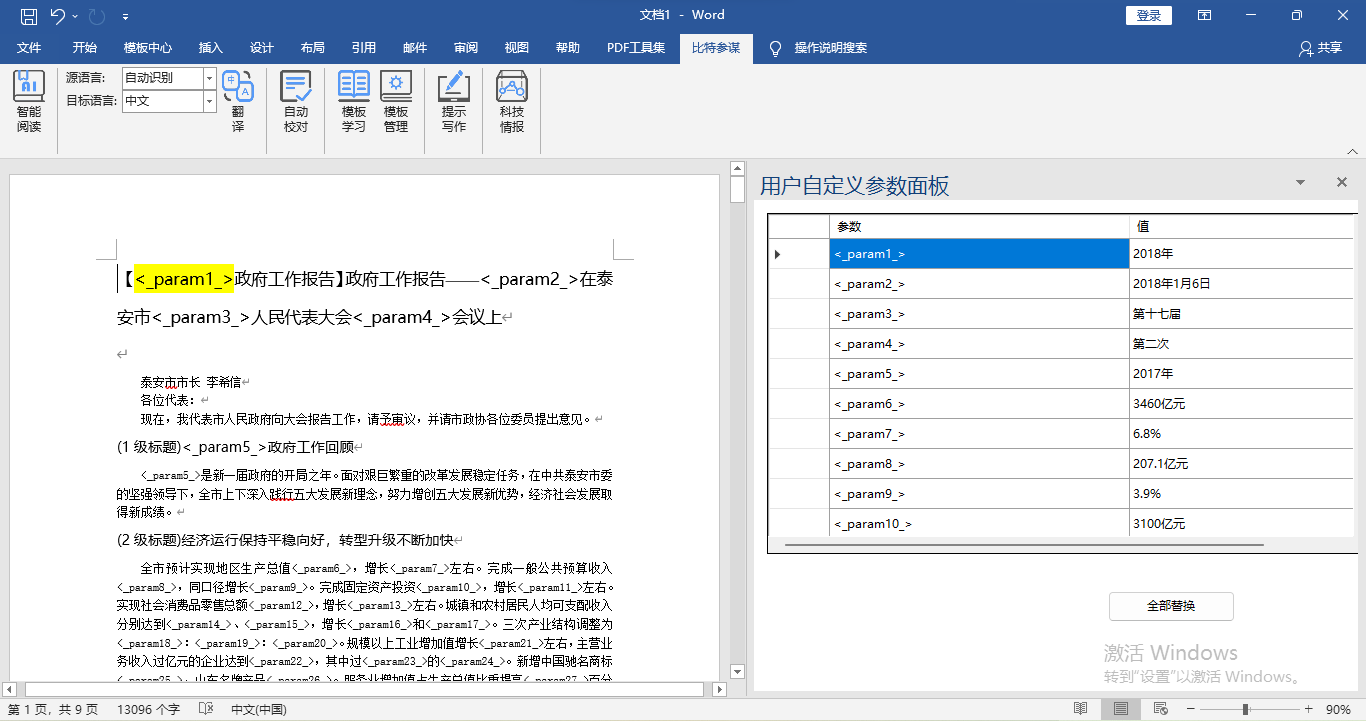 文档1 - Word
登录
文件 开始 模板中心 插入 设计 布局 引用 邮件 审阅 视图 帮助 PDF工具集 比特参谋 操作说明搜索 共享
智能阅读
源语言: 自动识别
目标语言: 中文
翻译
自动校对
模板学习
模板管理
提示写作
科技情报
【<_param1_>政府工作报告】政府工作报告——<_param2_>在泰
安市<_param3_>人民代表大会<_param4_>会议上
泰安市市长 李希信
各位代表：
现在，我代表市人民政府向大会报告工作，请予审议，并请市政协各位委员提出意见。
(1 级标题)<_param5_>政府工作回顾
<_param5_>是新一届政府的开局之年。面对艰巨繁重的改革发展稳定任务，在中共泰安市委
的坚强领导下，全市上下深入践行五大发展新理念，努力增创五大发展新优势，经济社会发展取
得新成绩。
(2 级标题)经济运行保持平稳向好，转型升级不断加快
全市预计实现地区生产总值<_param6_>，增长<_param7_>左右。完成一般公共预算收入
<_param8_>，同口径增长<_param9_>。完成固定资产投资<_param10_>，增长<_param11_>左右。
实现社会消费品零售总额<_param12_>，增长<_param13_>左右。城镇和农村居民人均可支配收入
分别达到<_param14_>、<_param15_>，增长<_param16_>和<_param17_>。三次产业结构调整为
<_param18_>：<_param19_>：<_param20_>。规模以上工业增加值增长<_param21_>左右，主营业
务收入过亿元的企业达到<_param22_>，其中过<_param23_>的<_param24_>。新增中国驰名商标
<_param25_>、山东名牌产品<_param26_>。服务业增加值占生产总值比重提高<_param27_>百分
用户自定义参数面板
参数 值
<_param1_> 2018年
<_param2_> 2018年1月6日
<_param3_> 第十七届
<_param4_> 第二次
<_param5_> 2017年
<_param6_> 3460亿元
<_param7_> 6.8%
<_param8_> 207.1亿元
<_param9_> 3.9%
<_param10_> 3100亿元
全部替换
激活 Windows
转到"设置"以激活 Windows。
第 1 页，共 9 页 13096 个字 中文(中国) 90%